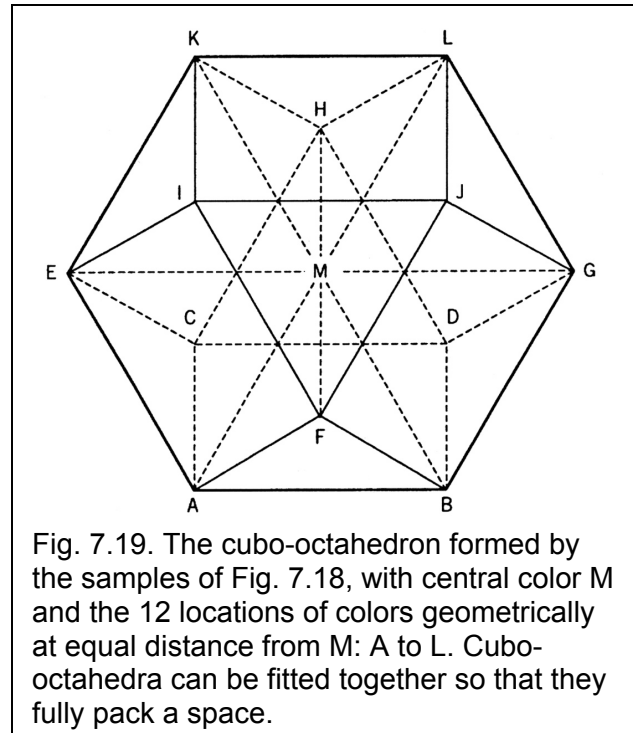 K L
H
I J
E M G
C D
F
A B
Fig. 7.19. The cubo-octahedron formed by
the samples of Fig. 7.18, with central color M
and the 12 locations of colors geometrically
at equal distance from M: A to L. Cubo-
octahedra can be fitted together so that they
fully pack a space.